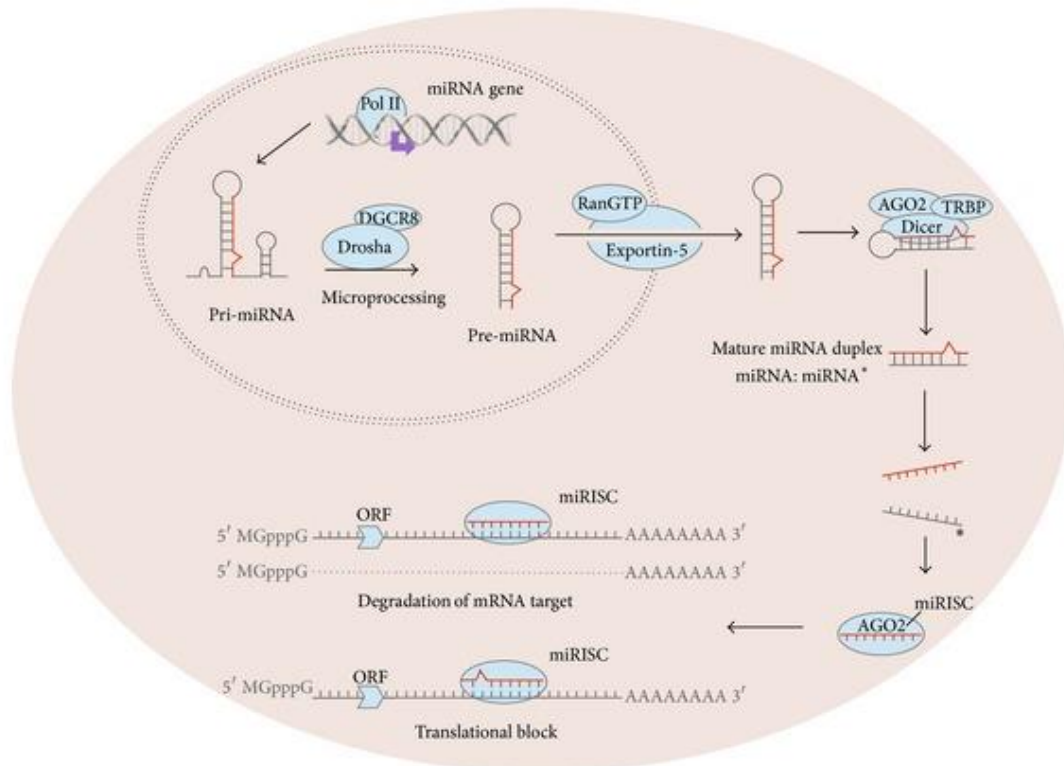 miRNA gene
Pol II
RanGTP
AGO2
TRBP
DGCR8
Dicer
Drosha
Exportin-5
Microprocessing
Pri-miRNA
Pre-miRNA
Mature miRNA duplex
miRNA: miRNA*
miRISC
ORF
5′ MGpppG
AAAAAAAA 3′
5′ MGpppG
AAAAAAAA 3′
Degradation of mRNA target
miRISC
AGO2
miRISC
ORF
5′ MGpppG
AAAAAAAA 3′
Translational block